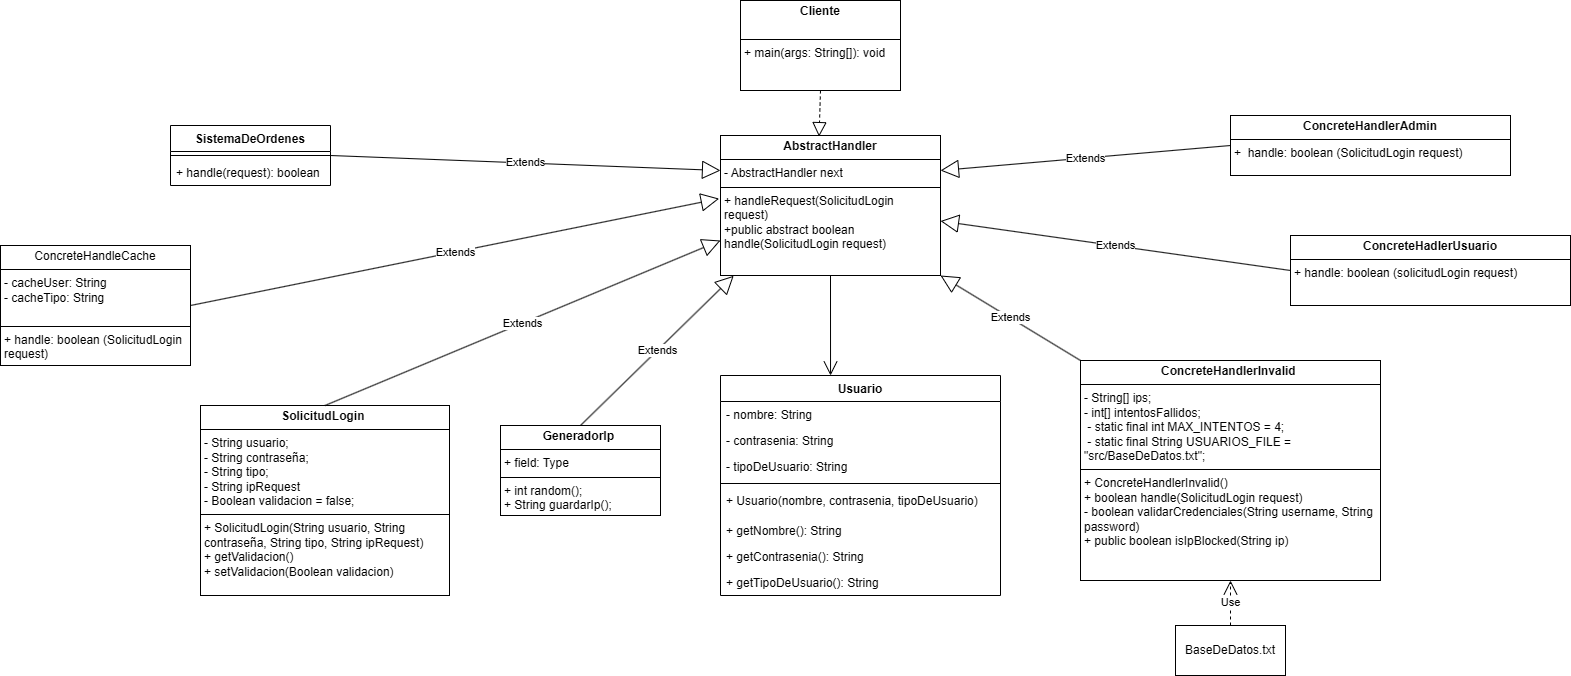 Cliente
+ main(args: String[]): void
SistemaDeOrdenes
+ handle(request): boolean
Extends
AbstractHandler
- AbstractHandler next
+ handleRequest(SolicitudLogin
request)
+public abstract boolean
handle(SolicitudLogin request)
Extends
ConcreteHandlerAdmin
+  handle: boolean (SolicitudLogin request)
ConcreteHandleCache
- cacheUser: String
- cacheTipo: String
+ handle: boolean (SolicitudLogin
request)
Extends
Extends
ConcreteHadlerUsuario
+ handle: boolean (solicitudLogin request)
Extends
Extends
Extends
SolicitudLogin
- String usuario;
- String contraseña;
- String tipo;
- String ipRequest
- Boolean validacion = false;
+ SolicitudLogin(String usuario, String
contraseña, String tipo, String ipRequest)
+ getValidacion()
+ setValidacion(Boolean validacion)
GeneradorIp
+ field: Type
+ int random();
+ String guardarIp();
Usuario
- nombre: String
- contrasenia: String
- tipoDeUsuario: String
+ Usuario(nombre, contrasenia, tipoDeUsuario)
+ getNombre(): String
+ getContrasenia(): String
+ getTipoDeUsuario(): String
ConcreteHandlerInvalid
- String[] ips;
- int[] intentosFallidos;
- static final int MAX_INTENTOS = 4;
- static final String USUARIOS_FILE =
"src/BaseDeDatos.txt";
+ ConcreteHandlerInvalid()
+ boolean handle(SolicitudLogin request)
- boolean validarCredenciales(String username, String
password)
+ public boolean isIpBlocked(String ip)
Use
BaseDeDatos.txt